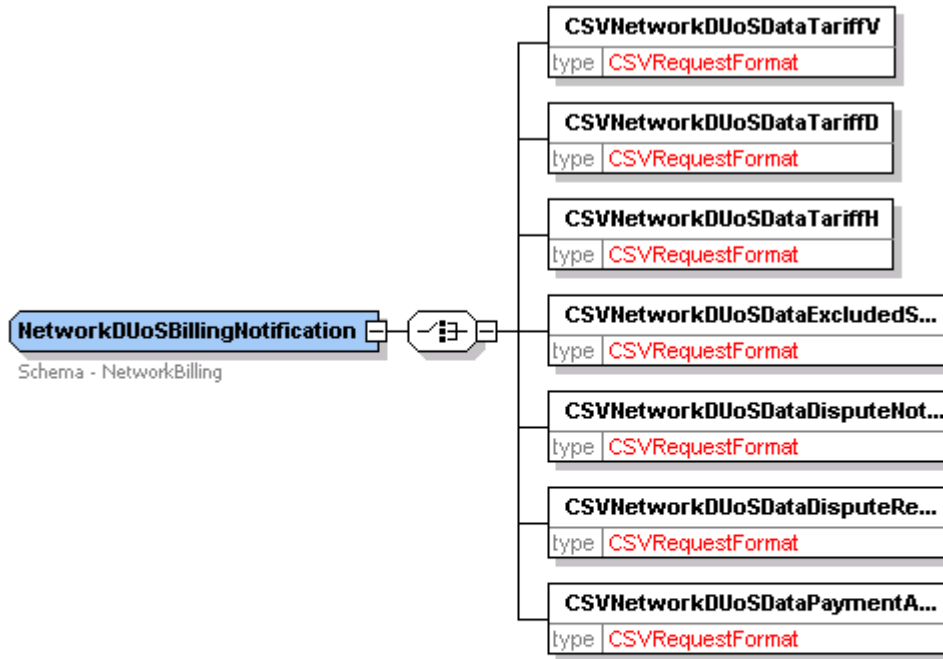 CSVNetworkDUoSDataTariffV
type CSVRequestFormat
CSVNetworkDUoSDataTariffD
type CSVRequestFormat
CSVNetworkDUoSDataTariffH
type CSVRequestFormat
NetworkDUoSBillingNotification
Schema - NetworkBilling
CSVNetworkDUoSDataExcludedS...
type CSVRequestFormat
CSVNetworkDUoSDataDisputeNot...
type CSVRequestFormat
CSVNetworkDUoSDataDisputeRe...
type CSVRequestFormat
CSVNetworkDUoSDataPaymentA...
type CSVRequestFormat